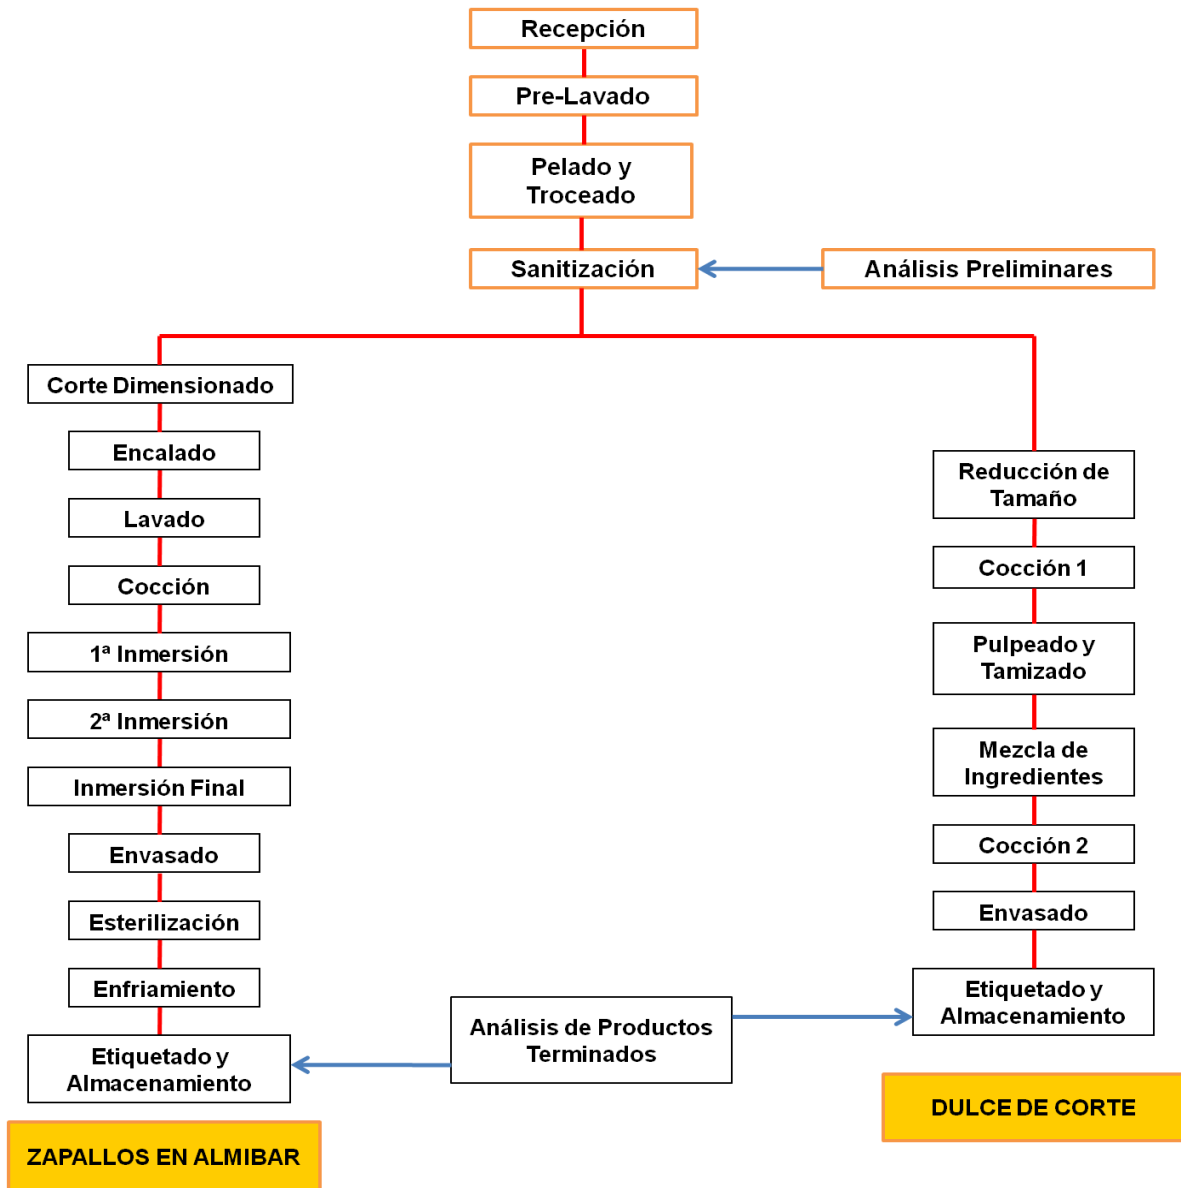 Recepción
Pre-Lavado
Pelado y
Troceado
Sanitización
Análisis Preliminares
Corte Dimensionado
Encalado
Lavado
Cocción
1ª Inmersión
2ª Inmersión
Inmersión Final
Envasado
Esterilización
Enfriamiento
Etiquetado y
Almacenamiento
ZAPALLOS EN ALMIBAR
Análisis de Productos
Terminados
Reducción de
Tamaño
Cocción 1
Pulpeado y
Tamizado
Mezcla de
Ingredientes
Cocción 2
Envasado
Etiquetado y
Almacenamiento
DULCE DE CORTE